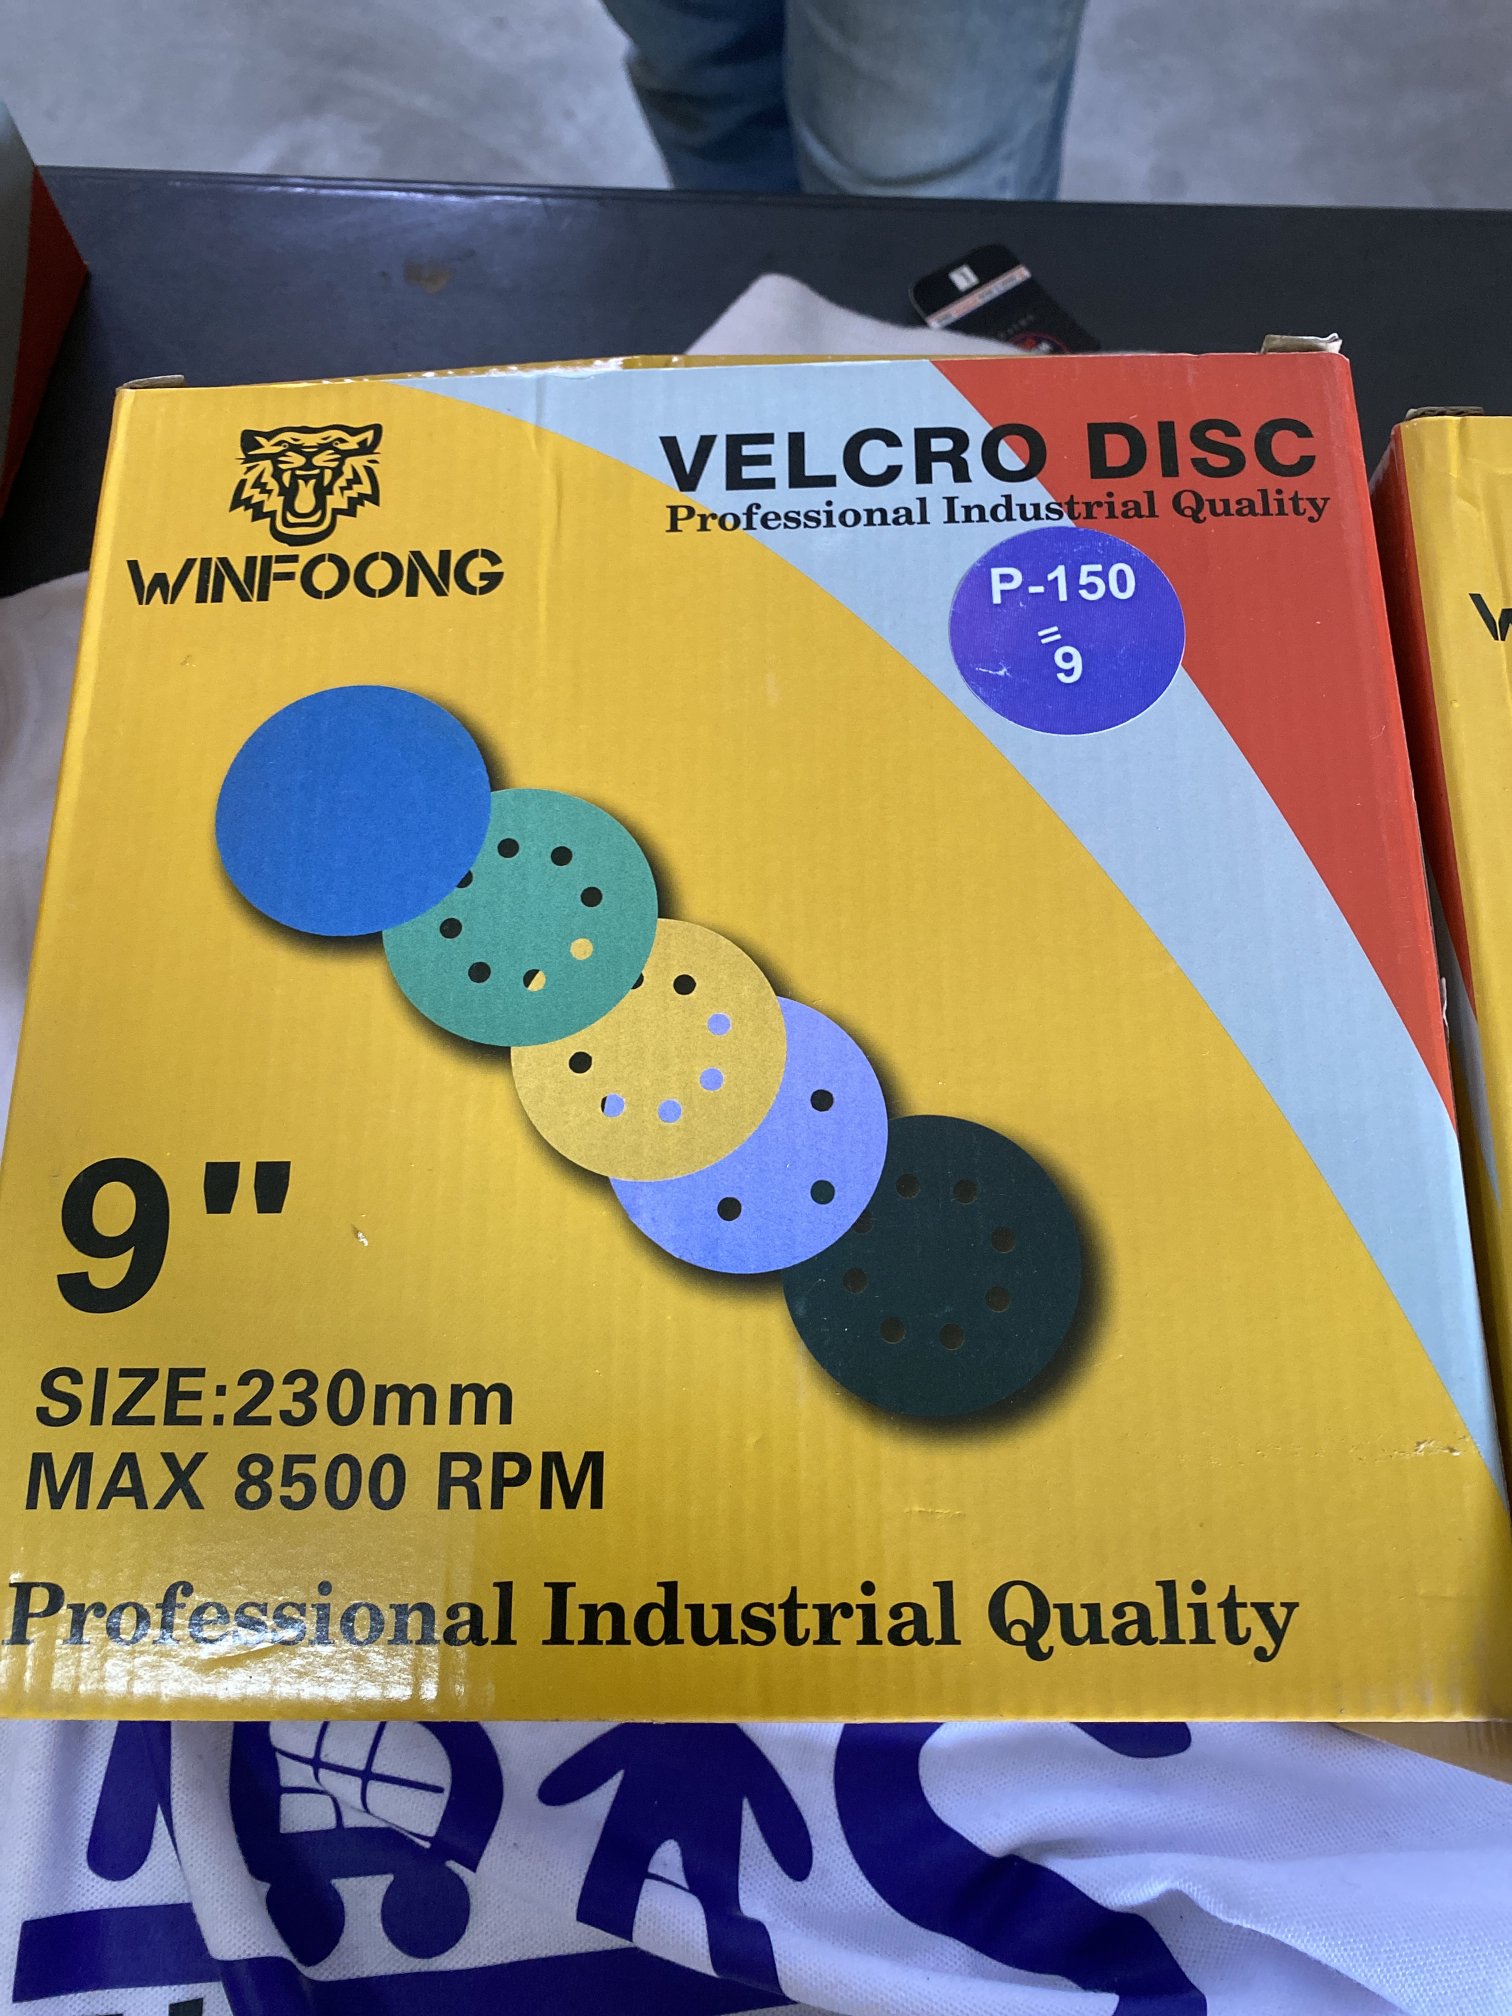 WINFOONG
VELCRO DISC
Professional Industrial Quality
P-150
=
9
9"
SIZE:230mm
MAX 8500 RPM
Professional Industrial Quality